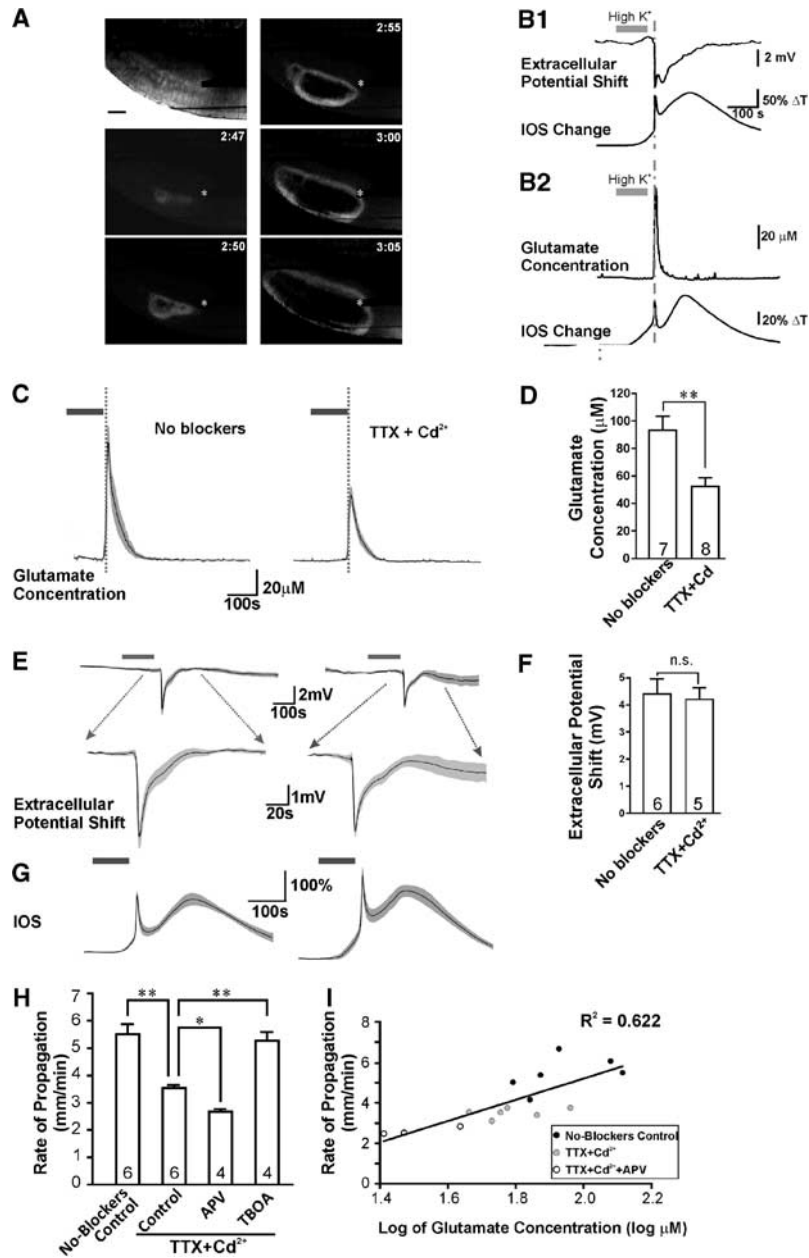 A
2:55
2:47
3:00
2:50
3:05
*
*
*
*
*
B1
High K⁺
Extracellular
Potential Shift
2 mV
50% ΔT
100 s
IOS Change
B2
High K⁺
20 μM
Glutamate
Concentration
IOS Change
20% ΔT
C
No blockers
TTX + Cd²⁺
Glutamate
Concentration
20μM
100s
D
Glutamate
Concentration (μM)
120
100
80
60
40
20
0
**
7
8
No blockers
TTX+Cd
E
2mV
100s
2mV
100s
Extracellular
Potential Shift
1mV
20s
F
Extracellular Potential
Shift (mV)
5
4
3
2
1
0
n.s.
6
5
No blockers
TTX+Cd²⁺
G
IOS
100%
100s
H
Rate of Propagation
(mm/min)
7
6
5
4
3
2
1
0
**
**
*
6
6
4
4
No-Blockers
Control
Control
APV
TBOA
TTX+Cd²⁺
I
R² = 0.622
Rate of Propagation
(mm/min)
8
6
4
2
0
1.4
1.6
1.8
2.0
2.2
No-Blockers Control
TTX+Cd²⁺
TTX+Cd²⁺+APV
Log of Glutamate Concentration (log μM)